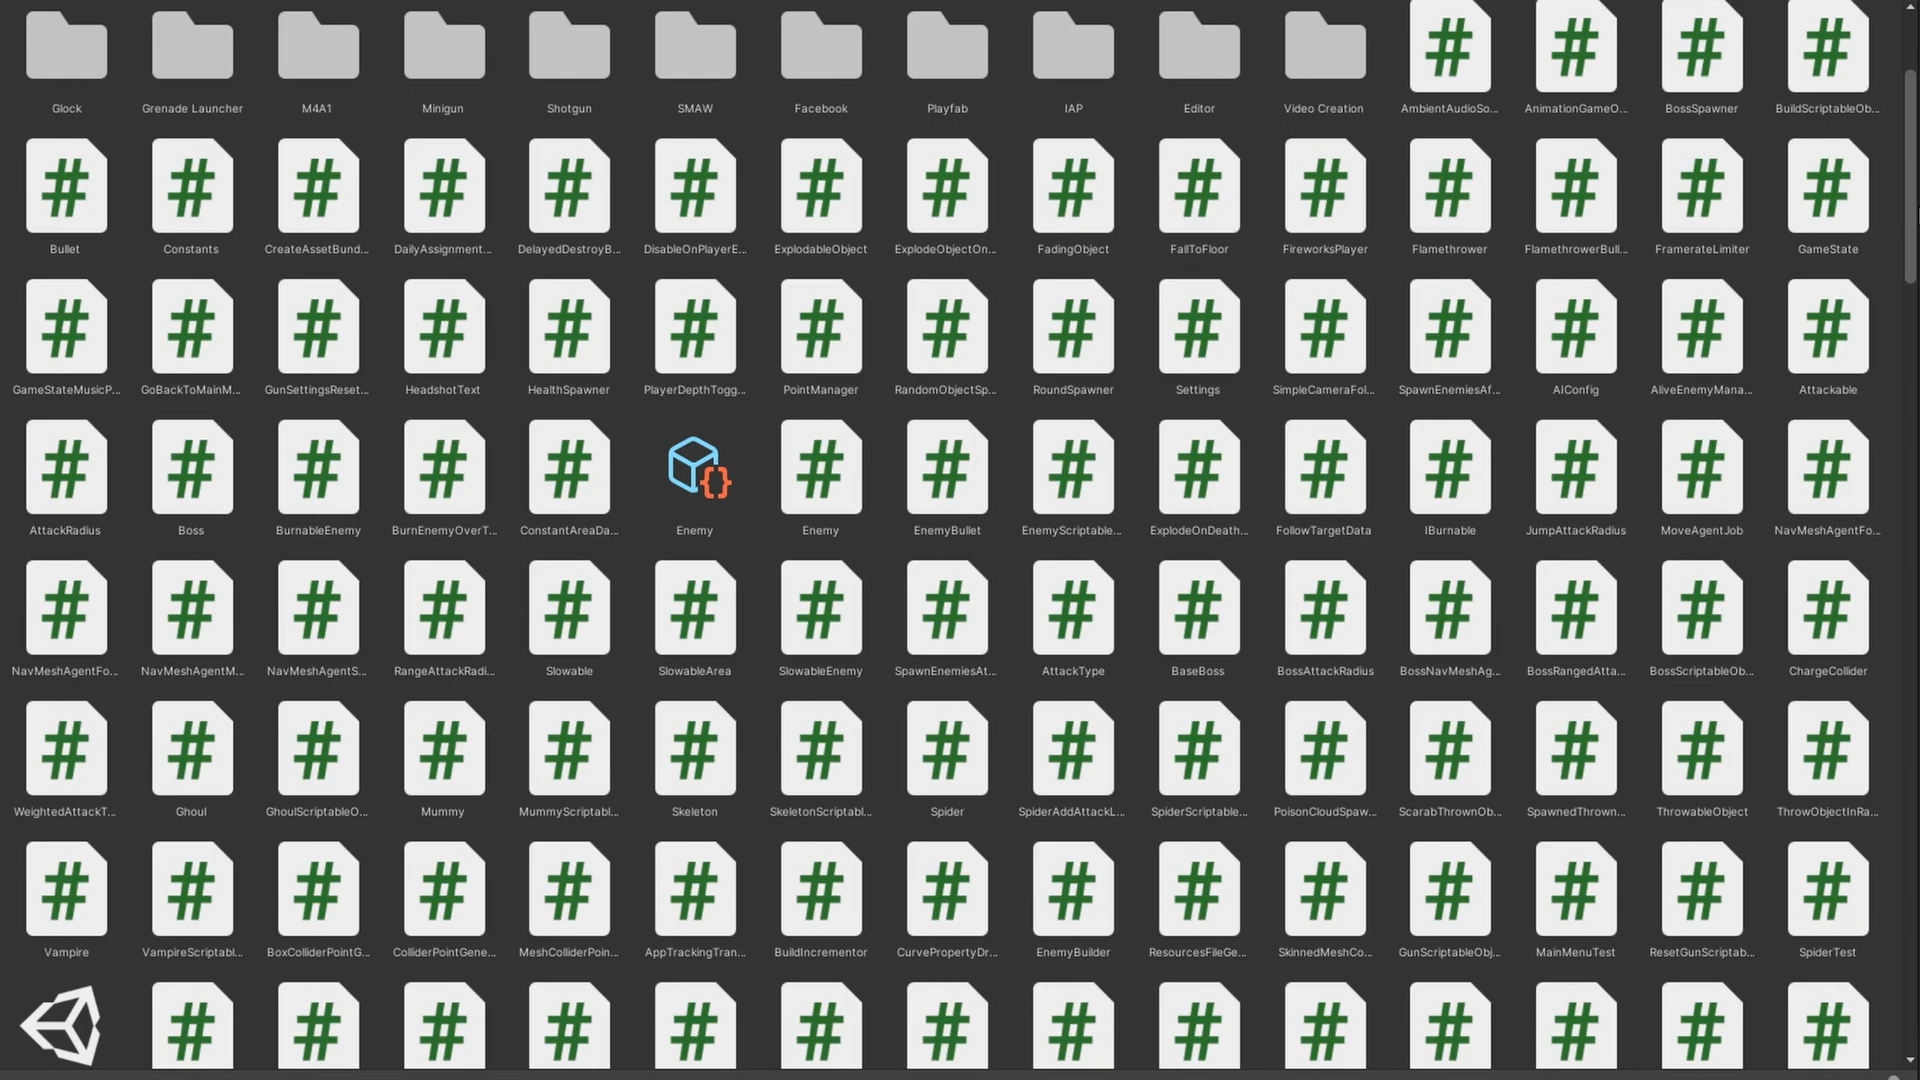 Glock Grenade Launcher M4A1 Minigun Shotgun SMAW Facebook Playfab IAP Editor Video Creation AmbientAudioSo... AnimationGameO... BossSpawner BuildScriptableOb...
Bullet Constants CreateAssetBund... DailyAssignment... DelayedDestroyB... DisableOnPlayerE... ExplodableObject ExplodeObjectOn... FadingObject FallToFloor FireworksPlayer Flamethrower FlamethrowerBull... FramerateLimiter GameState
GameStateMusicP... GoBackToMainM... GunSettingsReset... HeadshotText HealthSpawner PlayerDepthTogg... PointManager RandomObjectSp... RoundSpawner Settings SimpleCameraFol... SpawnEnemiesAf... AIConfig AliveEnemyMana... Attackable
AttackRadius Boss BurnableEnemy BurnEnemyOverT... ConstantAreaDa... Enemy Enemy EnemyBullet EnemyScriptable... ExplodeOnDeath... FollowTargetData IBurnable JumpAttackRadius MoveAgentJob NavMeshAgentFo...
NavMeshAgentFo... NavMeshAgentM... NavMeshAgentS... RangeAttackRadi... Slowable SlowableArea SlowableEnemy SpawnEnemiesAt... AttackType BaseBoss BossAttackRadius BossNavMeshAg... BossRangedAtta... BossScriptableOb... ChargeCollider
WeightedAttackT... Ghoul GhoulScriptableO... Mummy MummyScriptabl... Skeleton SkeletonScriptabl... Spider SpiderAddAttackL... SpiderScriptable... PoisonCloudSpaw... ScarabThrownOb... SpawnedThrown... ThrowableObject ThrowObjectInRa...
Vampire VampireScriptabl... BoxColliderPointG... ColliderPointGene... MeshColliderPoin... AppTrackingTran... BuildIncrementor CurvePropertyDr... EnemyBuilder ResourcesFileGe... SkinnedMeshCo... GunScriptableObj... MainMenuTest ResetGunScriptab... SpiderTest